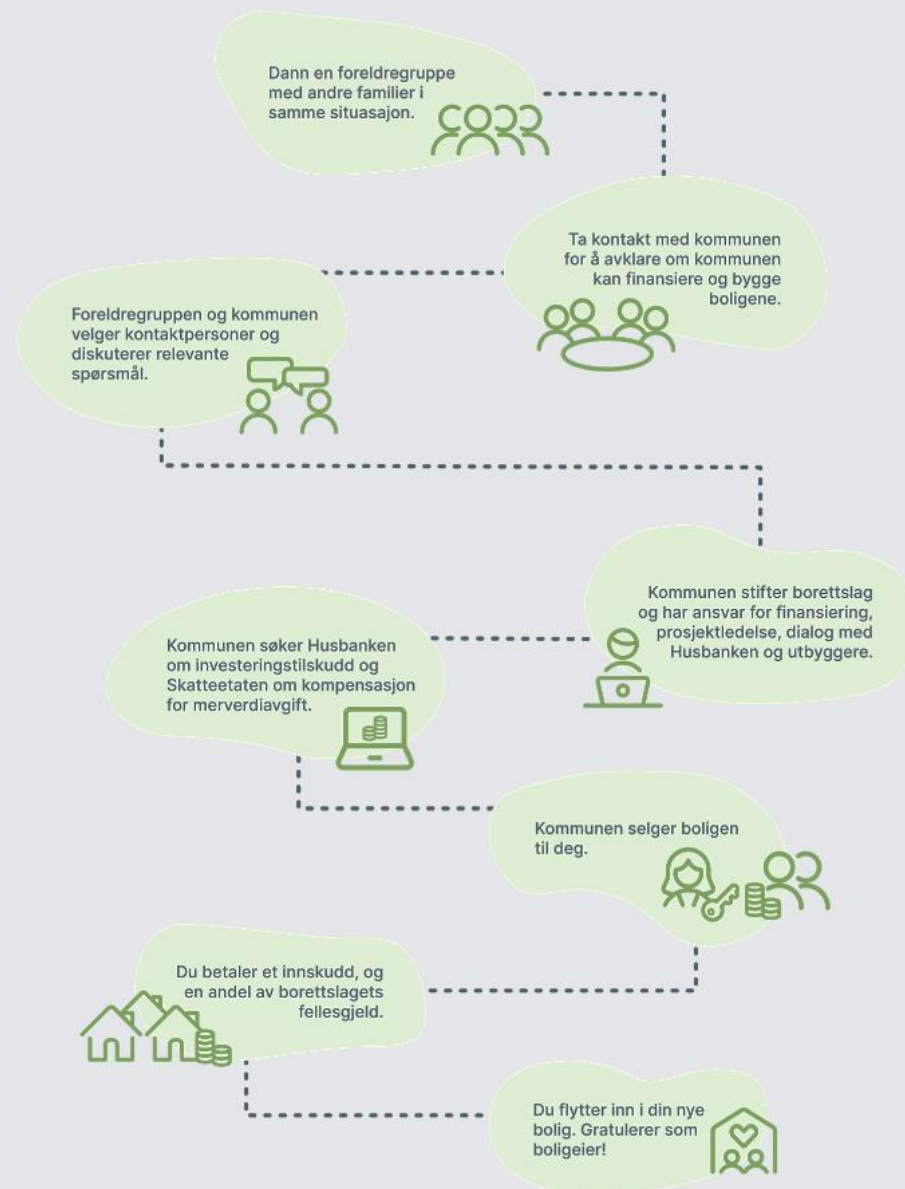 Dann en foreldregruppe
med andre familier i
samme situasjon.
Ta kontakt med kommunen
for å avklare om kommunen
kan finansiere og bygge
boligene.
Foreldregruppen og kommunen
velger kontaktpersoner og
diskuterer relevante
spørsmål.
Kommunen stifter borettslag
og har ansvar for finansiering,
prosjektledelse, dialog med
Husbanken og utbyggere.
Kommunen søker Husbanken
om investeringstilskudd og
Skatteetaten om kompensasjon
for merverdiavgift.
Kommunen selger boligen
til deg.
Du betaler et innskudd, og
en andel av borettslagets
fellesgjeld.
Du flytter inn i din nye
bolig. Gratulerer som
boligeier!